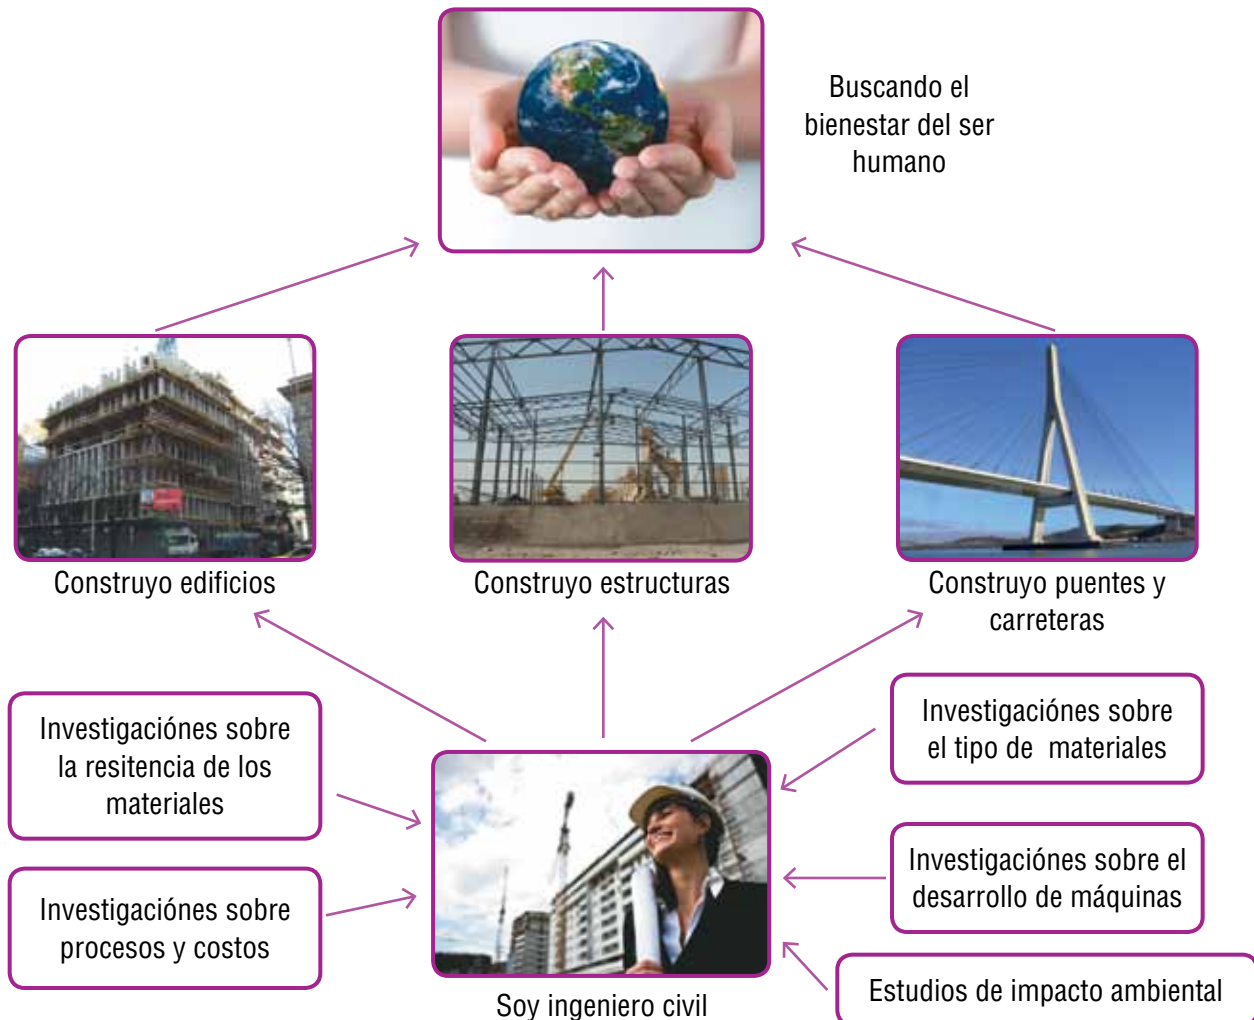 Buscando el
bienestar del ser
humano
Construyo edificios
Construyo estructuras
Construyo puentes y
carreteras
Investigaciónes sobre
la resitencia de los
materiales
Investigaciónes sobre
el tipo de materiales
Investigaciónes sobre
procesos y costos
Investigaciónes sobre el
desarrollo de máquinas
Estudios de impacto ambiental
Soy ingeniero civil